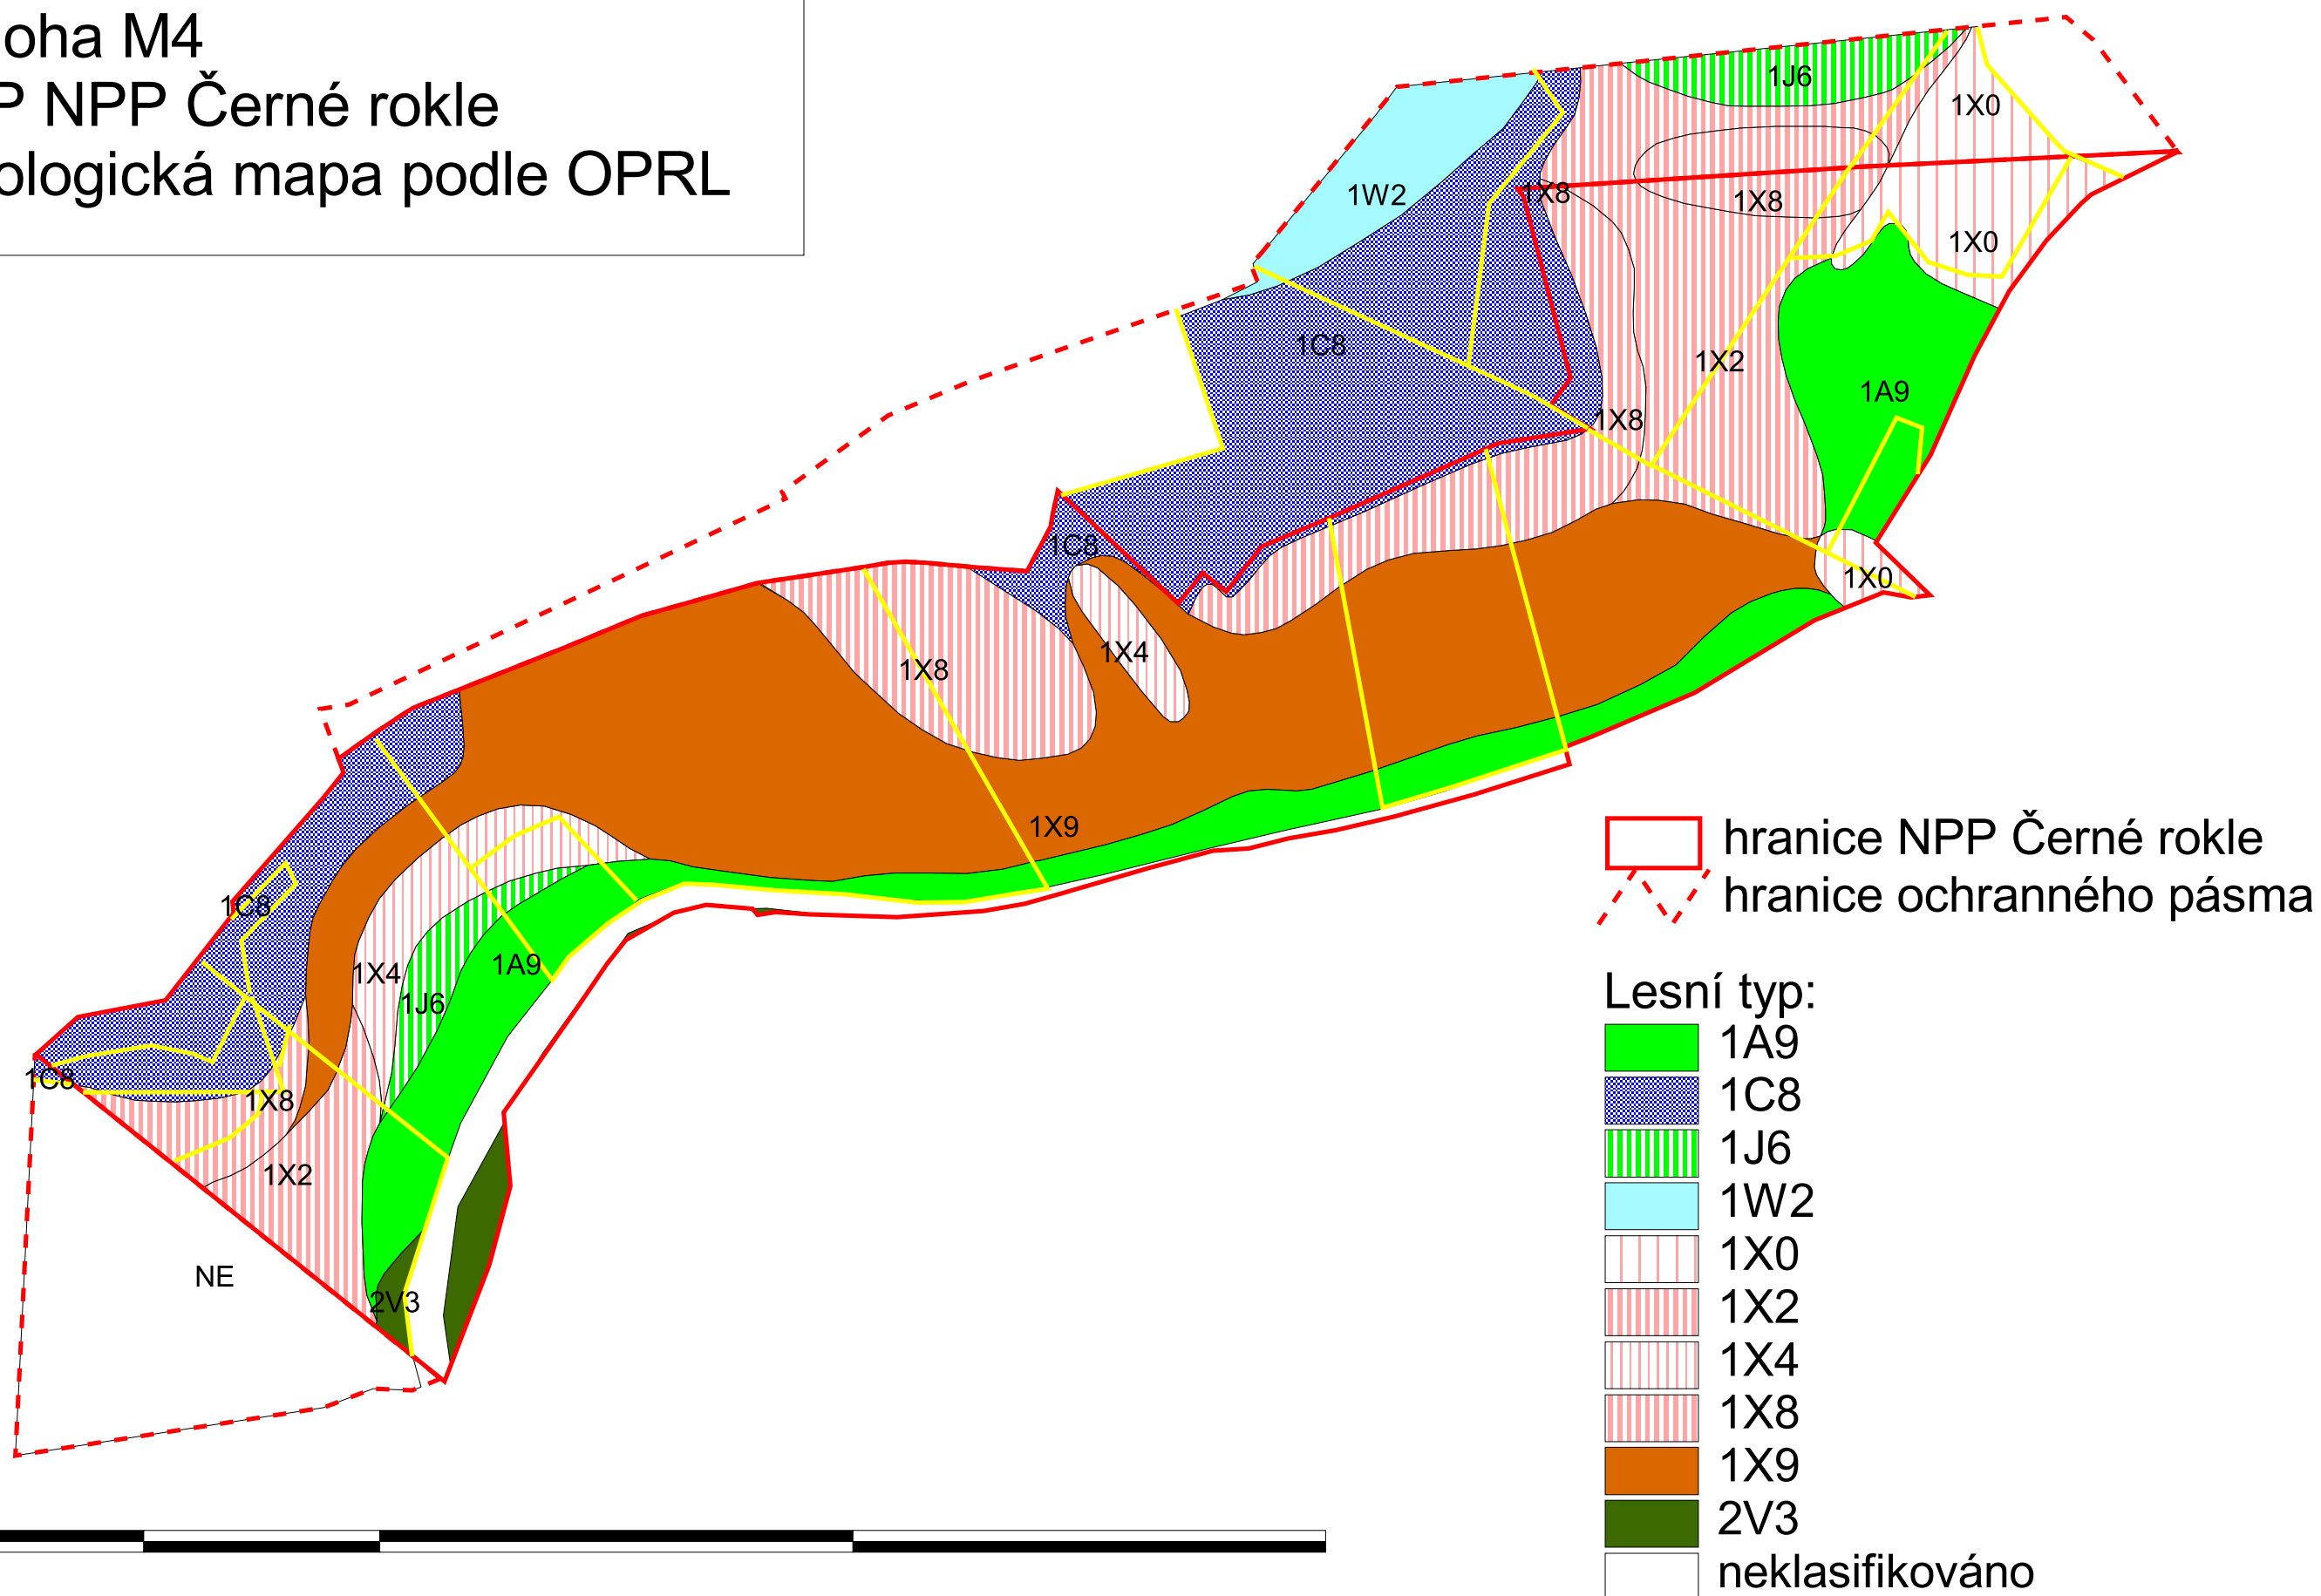 oha M4
P NPP Černé rokle
ologická mapa podle OPRL
1J6
1X0
1W2
1X8
1X8
1X0
1C8
1X2
1A9
1X8
1C8
1X0
1X4
1X8
1X9
1C8
1A9
1X4
1J6
1C8
1X8
1X2
NE
2V3
hranice NPP Černé rokle
hranice ochranného pásma
Lesní typ:
1A9
1C8
1J6
1W2
1X0
1X2
1X4
1X8
1X9
2V3
neklasifikováno